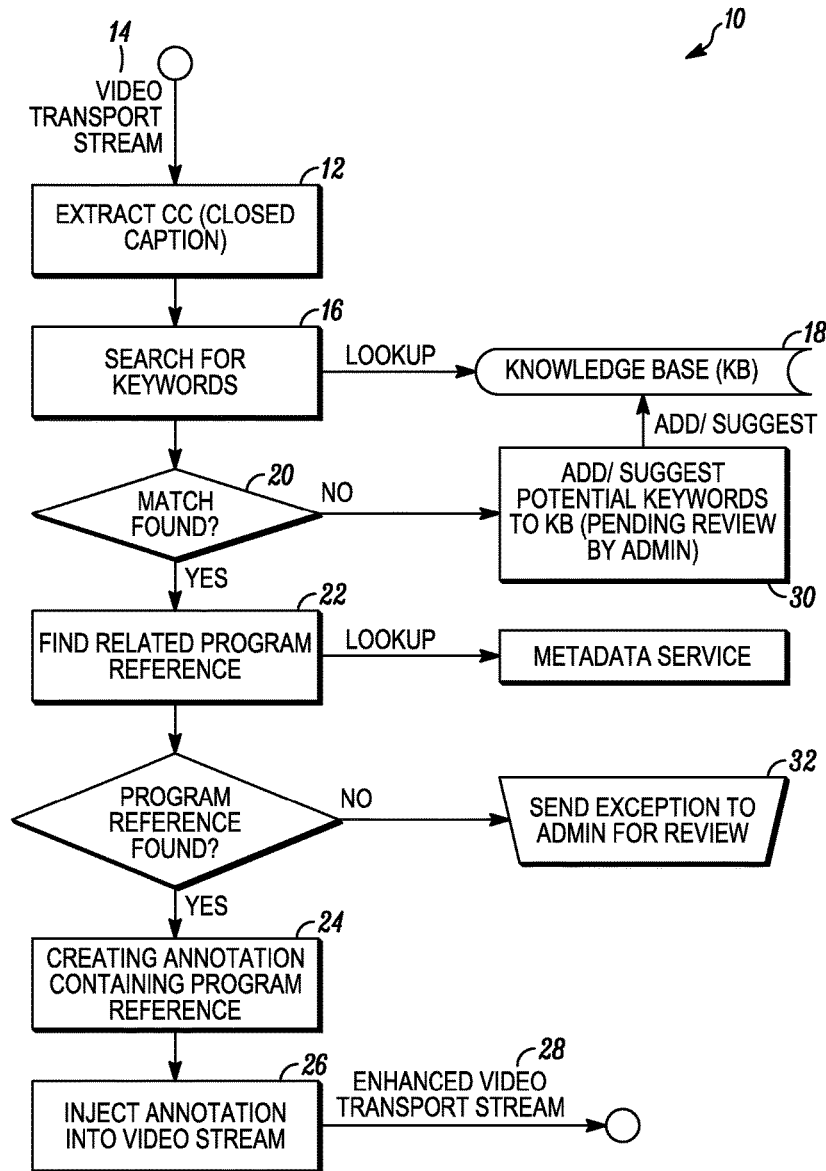 10
14
VIDEO
TRANSPORT
STREAM
12
EXTRACT CC (CLOSED
CAPTION)
16
SEARCH FOR
KEYWORDS
LOOKUP
18
KNOWLEDGE BASE (KB)
ADD/ SUGGEST
20
MATCH
FOUND?
NO
ADD/ SUGGEST
POTENTIAL KEYWORDS
TO KB (PENDING REVIEW
BY ADMIN)
30
YES
22
FIND RELATED PROGRAM
REFERENCE
LOOKUP
METADATA SERVICE
PROGRAM
REFERENCE
FOUND?
NO
32
SEND EXCEPTION TO
ADMIN FOR REVIEW
YES
24
CREATING ANNOTATION
CONTAINING PROGRAM
REFERENCE
26
INJECT ANNOTATION
INTO VIDEO STREAM
28
ENHANCED VIDEO
TRANSPORT STREAM